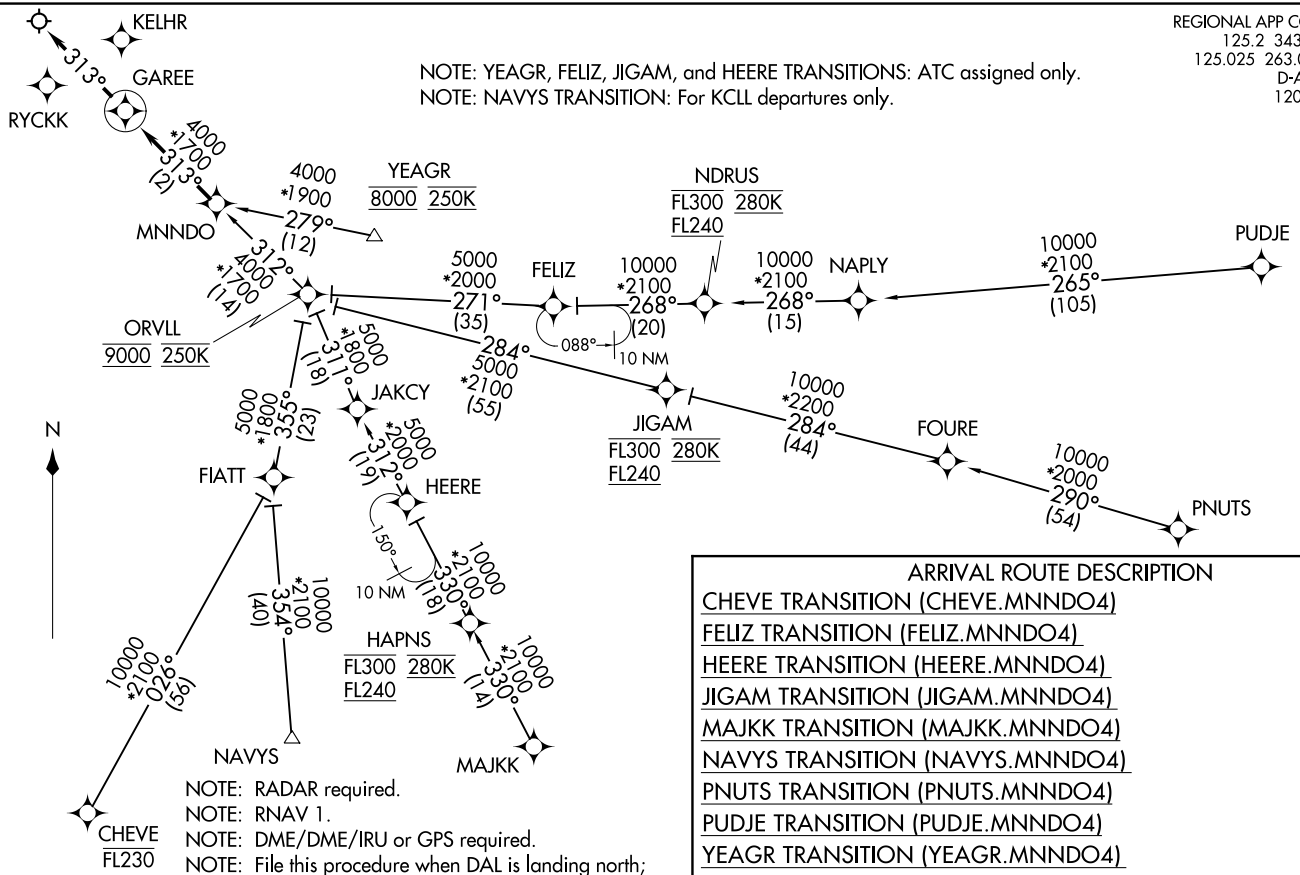 KELHR
GAREE
RYCKK
313°
REGIONAL APP CO
125.2 343.
125.025 263.0
D-A
120
NOTE: YEAGR, FELIZ, JIGAM, and HEERE TRANSITIONS: ATC assigned only.
NOTE: NAVYS TRANSITION: For KCLL departures only.
4000
*1700
313°
(2)
MNNDO
4000
*1900
279°
(12)
YEAGR
8000 250K
312°
4000
*1700
(14)
ORVLL
9000 250K
5000
*2000
271°
(35)
FELIZ
10000
*2100
268°
(20)
088°
10 NM
NDRUS
FL300 280K
FL240
10000
*2100
268°
(15)
NAPLY
10000
*2100
265°
(105)
PUDJE
284°
5000
*2100
(55)
JIGAM
FL300 280K
FL240
10000
*2200
284°
(44)
FOURE
10000
*2000
290°
(54)
PNUTS
5000
*1800
311°
(18)
JAKCY
5000
*2000
312°
(19)
HEERE
150°
10 NM
10000
*2100
330°
(18)
HAPNS
FL300 280K
FL240
10000
*2100
330°
(14)
MAJKK
5000
*1800
355°
(23)
FIATT
10000
*2100
354°
(40)
NAVYS
10000
*2100
026°
(56)
CHEVE
FL230
N
NOTE: RADAR required.
NOTE: RNAV 1.
NOTE: DME/DME/IRU or GPS required.
NOTE: File this procedure when DAL is landing north;
ARRIVAL ROUTE DESCRIPTION
CHEVE TRANSITION (CHEVE.MNNDO4)
FELIZ TRANSITION (FELIZ.MNNDO4)
HEERE TRANSITION (HEERE.MNNDO4)
JIGAM TRANSITION (JIGAM.MNNDO4)
MAJKK TRANSITION (MAJKK.MNNDO4)
NAVYS TRANSITION (NAVYS.MNNDO4)
PNUTS TRANSITION (PNUTS.MNNDO4)
PUDJE TRANSITION (PUDJE.MNNDO4)
YEAGR TRANSITION (YEAGR.MNNDO4)